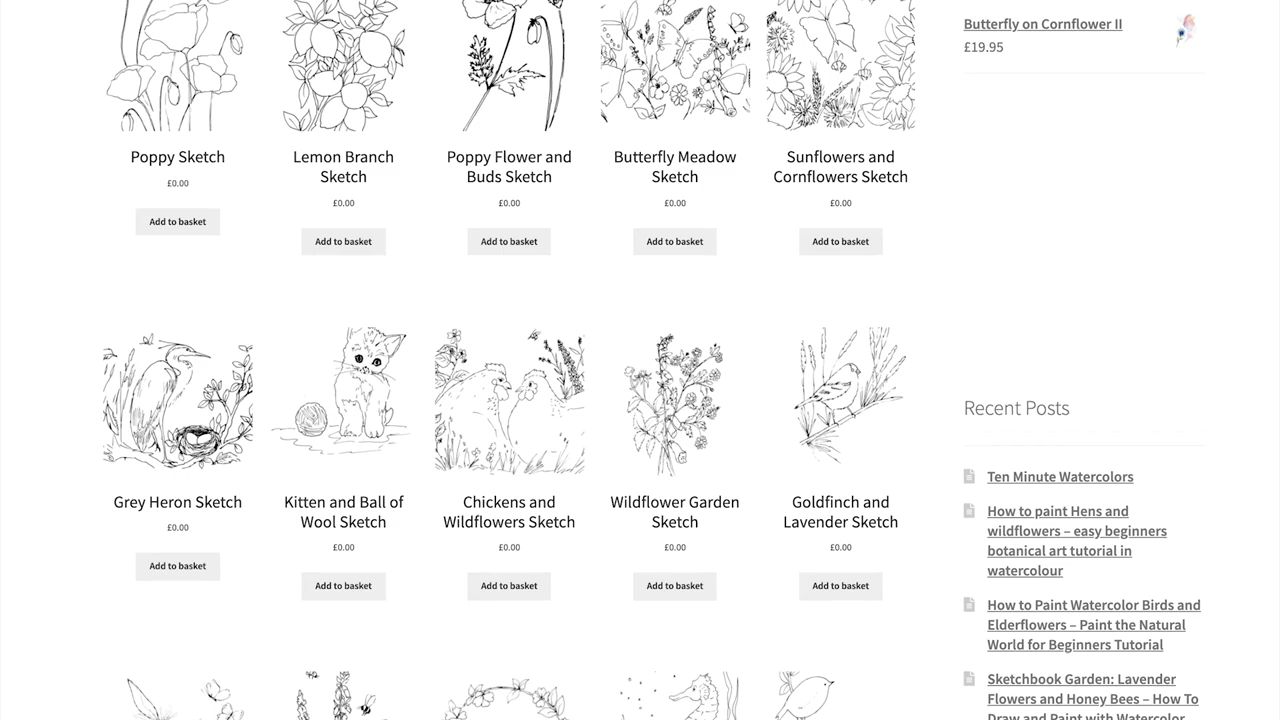 Butterfly on Cornflower II
£19.95
Poppy Sketch
£0.00
Add to basket
Lemon Branch
Sketch
£0.00
Add to basket
Poppy Flower and
Buds Sketch
£0.00
Add to basket
Butterfly Meadow
Sketch
£0.00
Add to basket
Sunflowers and
Cornflowers Sketch
£0.00
Add to basket
Grey Heron Sketch
£0.00
Add to basket
Kitten and Ball of
Wool Sketch
£0.00
Add to basket
Chickens and
Wildflowers Sketch
£0.00
Add to basket
Wildflower Garden
Sketch
£0.00
Add to basket
Goldfinch and
Lavender Sketch
£0.00
Add to basket
Recent Posts
Ten Minute Watercolors
How to paint Hens and
wildflowers – easy beginners
botanical art tutorial in
watercolour
How to Paint Watercolor Birds and
Elderflowers – Paint the Natural
World for Beginners Tutorial
Sketchbook Garden: Lavender
Flowers and Honey Bees – How To
Draw and Paint with Watercolor